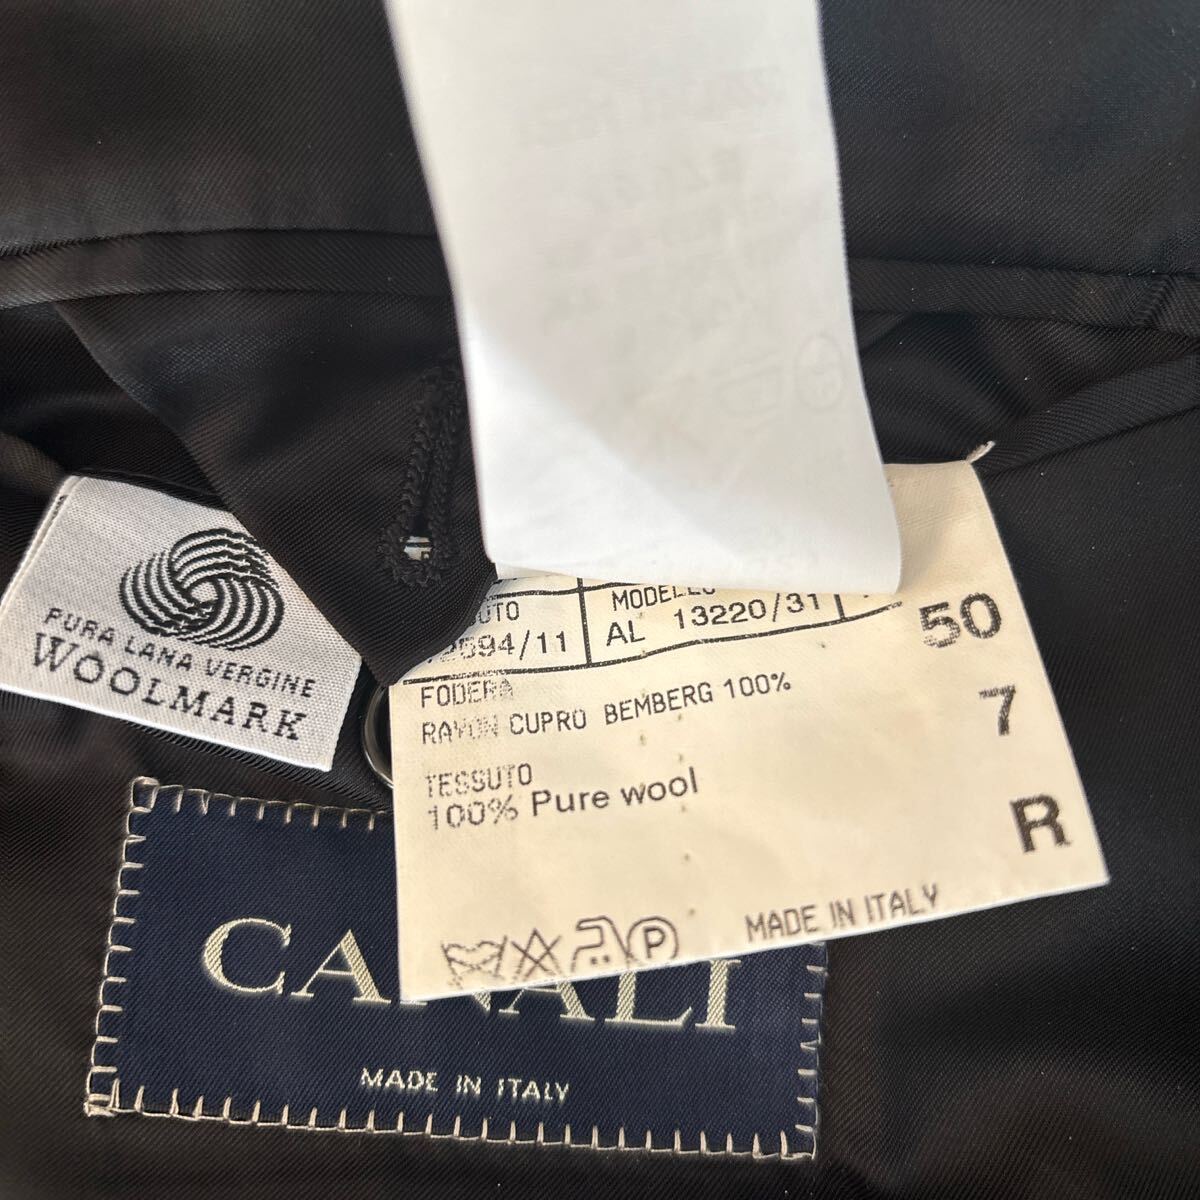 PURA LANA VERGINE
WOOLMARK
MODELLO
AL 13220/31
50
FODERA
RAYON CUPRO BEMBERG 100%
7
TESSUTO
100% Pure wool
R
P
MADE IN ITALY
CANALI
MADE IN ITALY